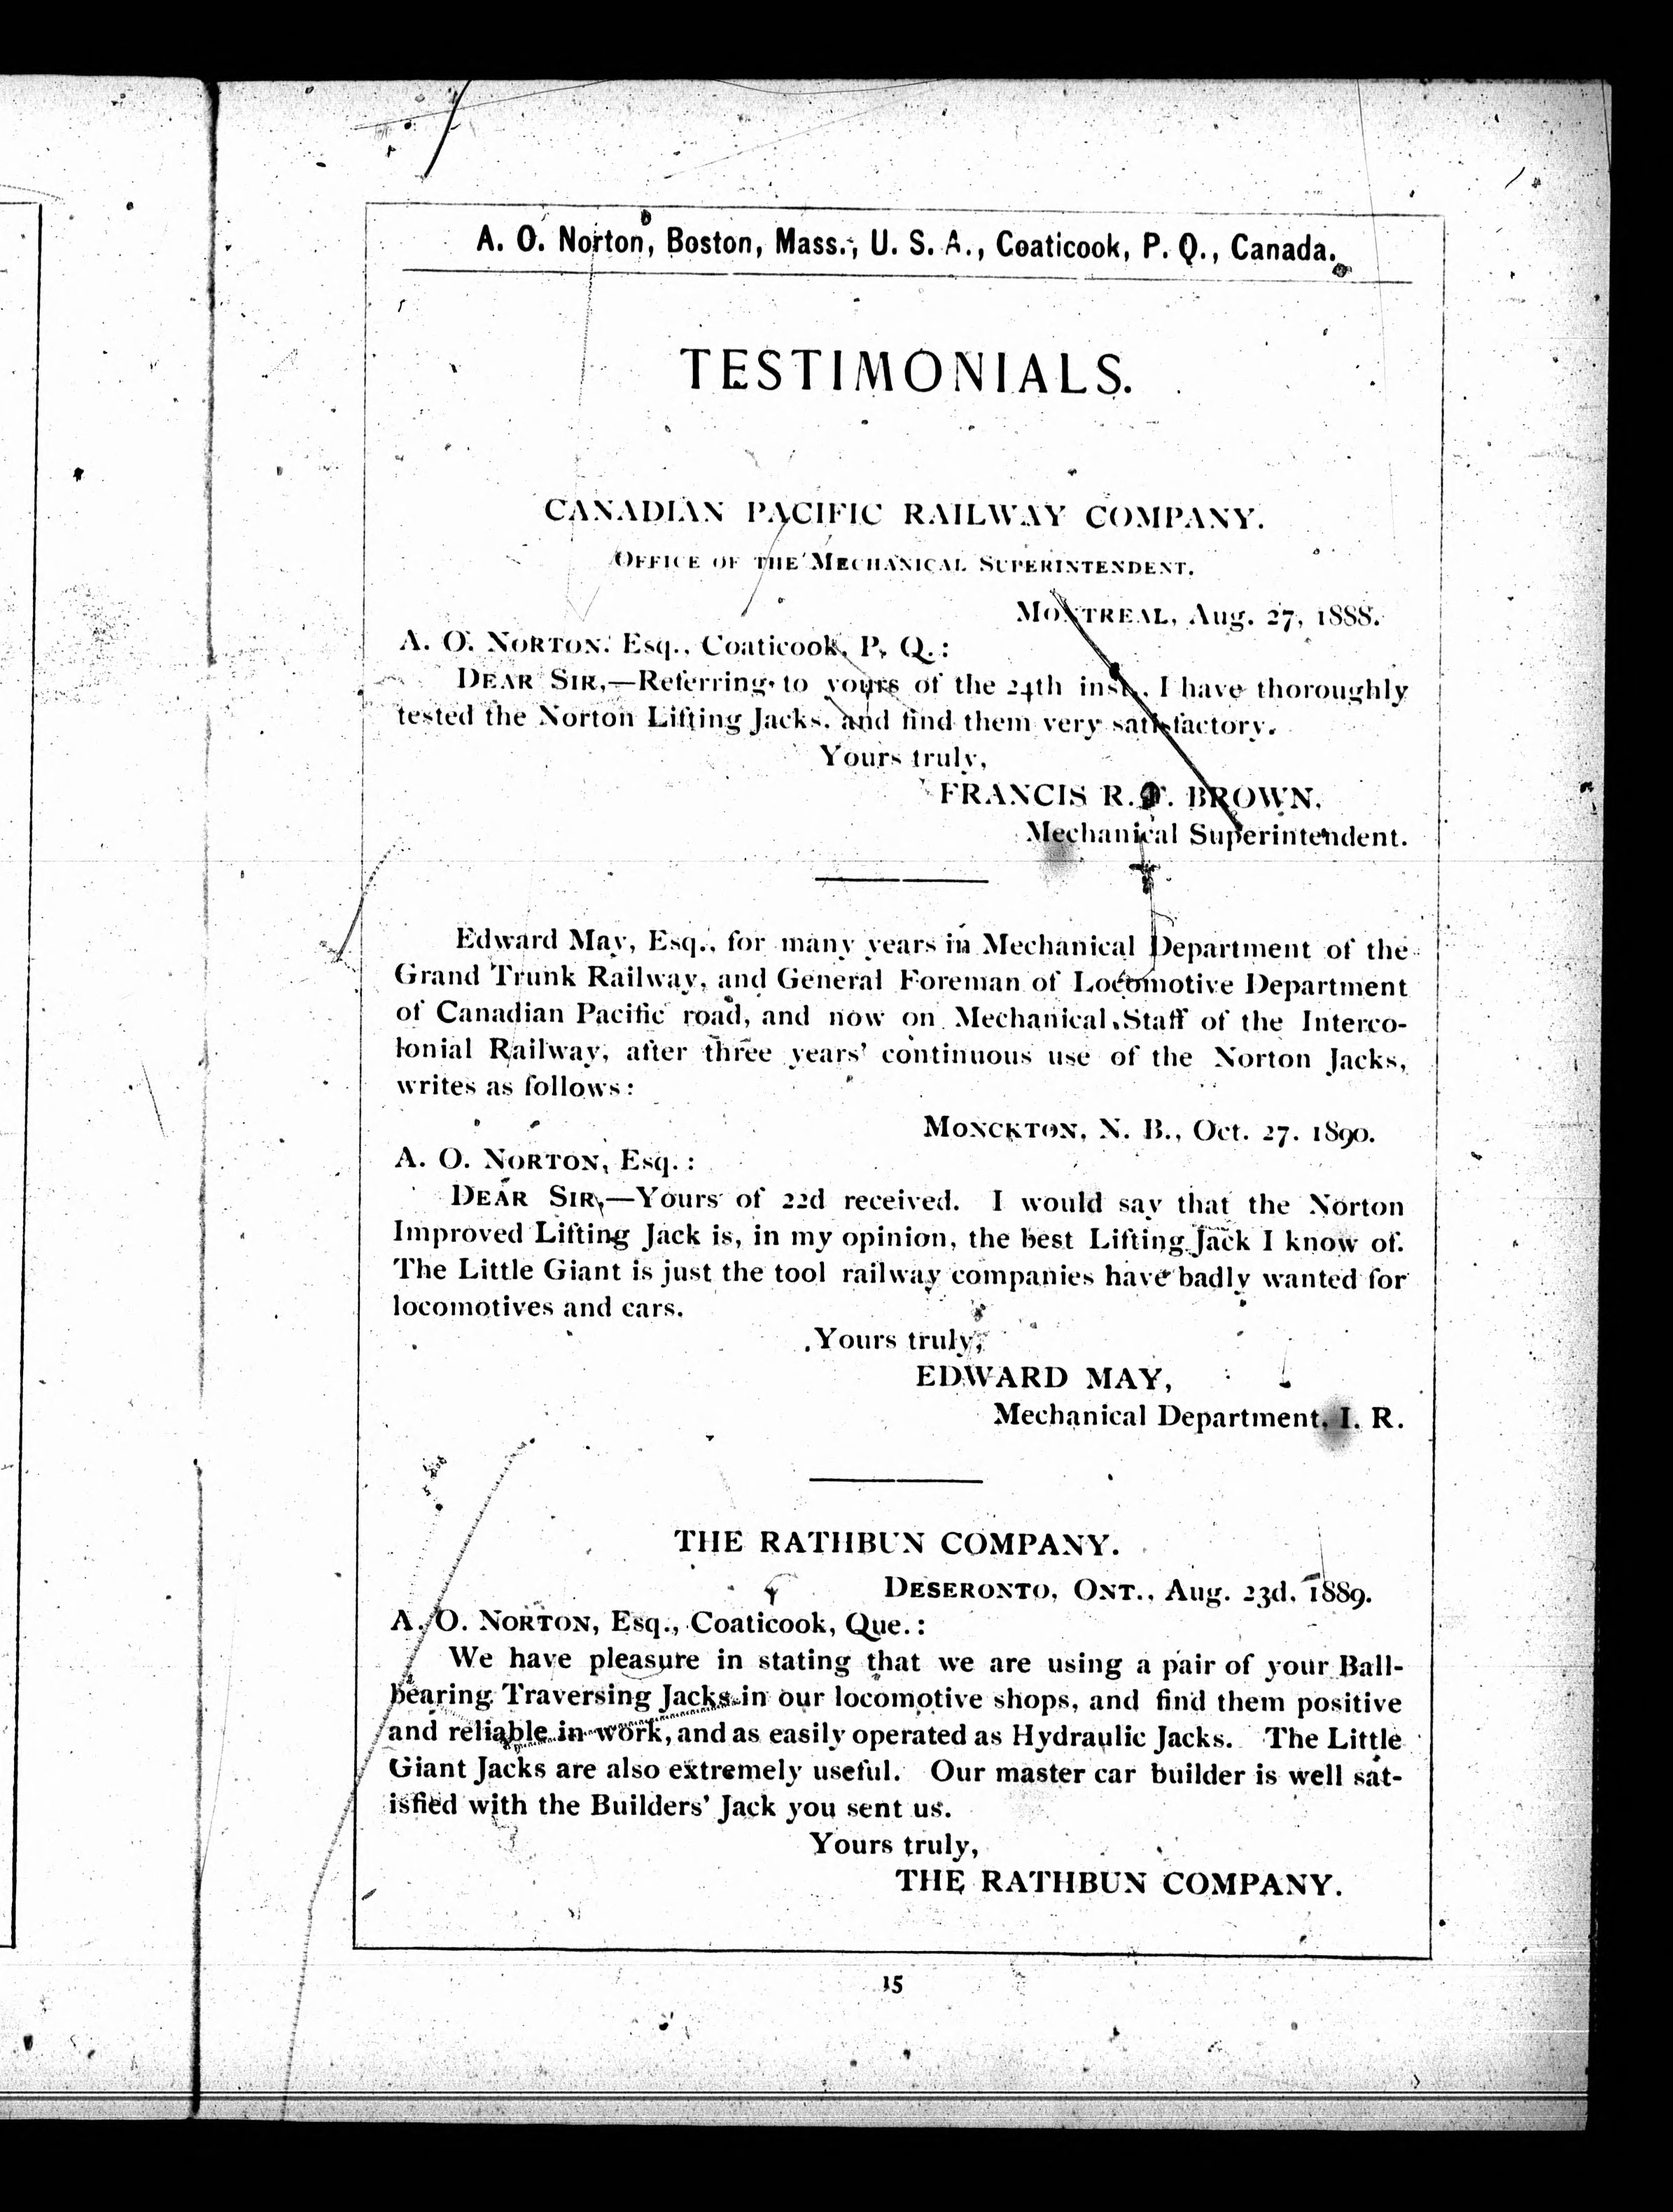 A. O. Norton, Boston, Mass., U. S. A., Coaticook, P. Q., Canada.
TESTIMONIALS.
CANADIAN PACIFIC RAILWAY COMPANY.
OFFICE OF THE MECHANICAL SUPERINTENDENT.
MONTREAL, Aug. 27, 1888.
A. O. NORTON, Esq., Coaticook, P. Q.:
DEAR SIR,—Referring to yours of the 24th inst., I have thoroughly
tested the Norton Lifting Jacks, and find them very satisfactory.
Yours truly,
FRANCIS R. BROWN,
Mechanical Superintendent.
Edward May, Esq., for many years in Mechanical Department of the
Grand Trunk Railway, and General Foreman of Locomotive Department
of Canadian Pacific road, and now on Mechanical Staff of the Interco-
lonial Railway, after three years' continuous use of the Norton Jacks,
writes as follows:
MONCKTON, N. B., Oct. 27. 1890.
A. O. NORTON, Esq.:
DEAR SIR,—Yours of 22d received. I would say that the Norton
Improved Lifting Jack is, in my opinion, the best Lifting Jack I know of.
The Little Giant is just the tool railway companies have badly wanted for
locomotives and cars.
Yours truly,
EDWARD MAY,
Mechanical Department, I. R.
THE RATHBUN COMPANY.
DESERONTO, ONT., Aug. 23d, 1889.
A. O. NORTON, Esq., Coaticook, Que.:
We have pleasure in stating that we are using a pair of your Ball-
bearing Traversing Jacks in our locomotive shops, and find them positive
and reliable in work, and as easily operated as Hydraulic Jacks. The Little
Giant Jacks are also extremely useful. Our master car builder is well sat-
isfied with the Builders' Jack you sent us.
Yours truly,
THE RATHBUN COMPANY.
15